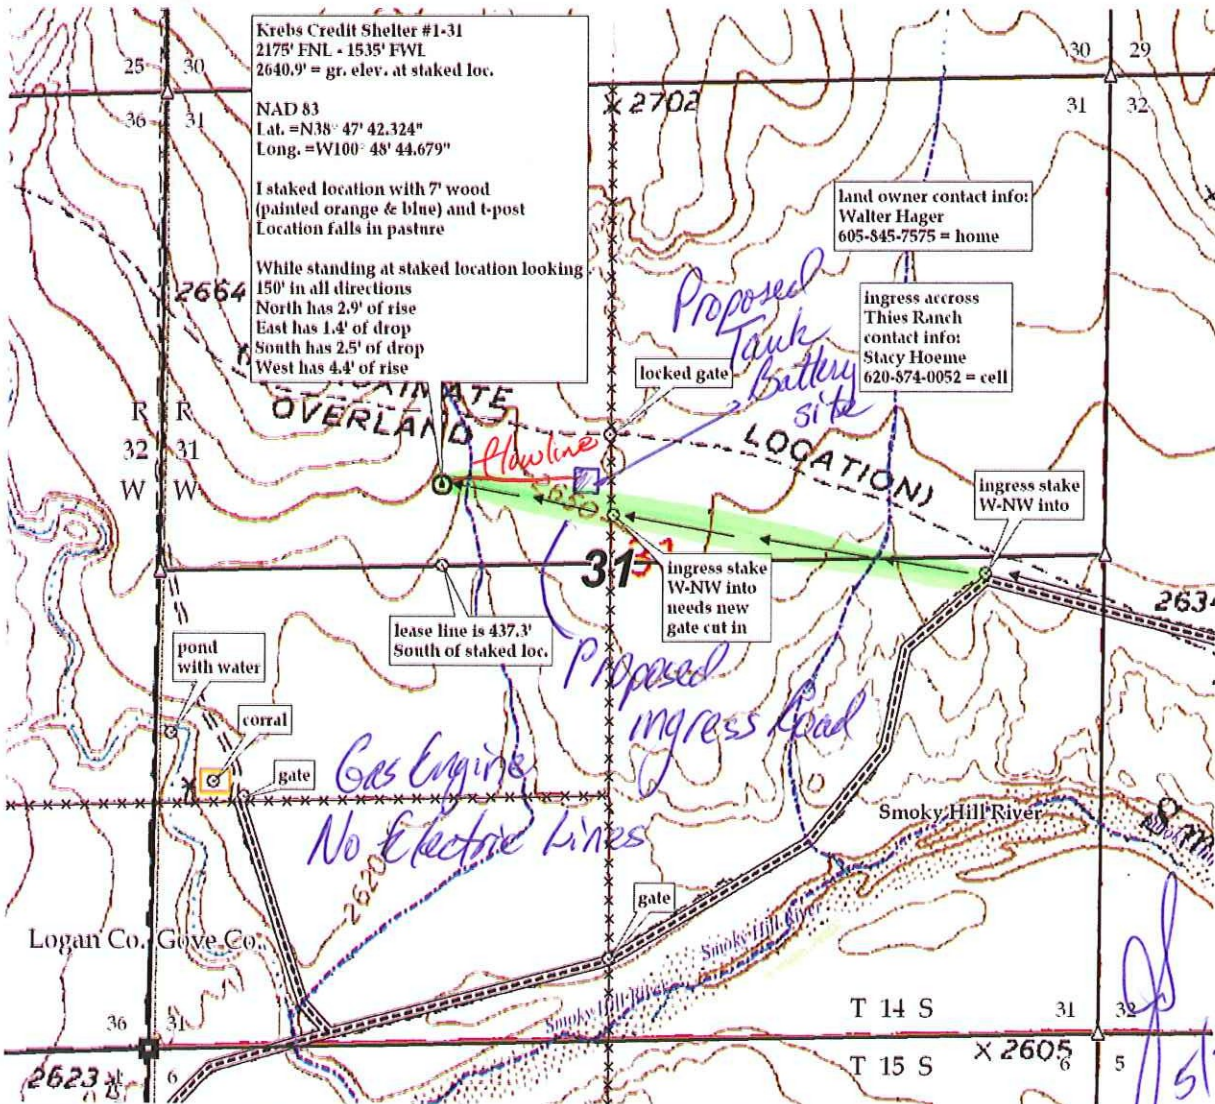 Krebs Credit Shelter #1-31
2175' FNL - 1535' FWL
2640.9' = gr. elev. at staked loc.
NAD 83
Lat. =N38° 47' 42.324"
Long. =W100° 48' 44.679"
I staked location with 7' wood
(painted orange & blue) and t-post
Location falls in pasture
While standing at staked location looking
150' in all directions
North has 2.9' of rise
East has 1.4' of drop
South has 2.5' of drop
West has 4.4' of rise
25 30
36 31
30 29
31 32
2702
land owner contact info:
Walter Hager
605-845-7575 = home
2664
ingress accross
Thies Ranch
contact info:
Stacy Hoeme
620-874-0052 = cell
Proposed
Tank
Battery
site
locked gate
OVERLAND
LOCATION)
R R
32 31
W W
flowline
ingress stake
W-NW into
31
ingress stake
W-NW into
needs new
gate cut in
2634
lease line is 437.3'
South of staked loc.
pond
with water
Proposed
ingress Road
corral
gate
Gas Engine
No Electric Lines
Smoky Hill River
2620
gate
Logan Co. Gove Co.
Smoky Hill River
Smoky Hill River
T 14 S
36 31
31 32
T 15 S
2605
2623
6
6 5